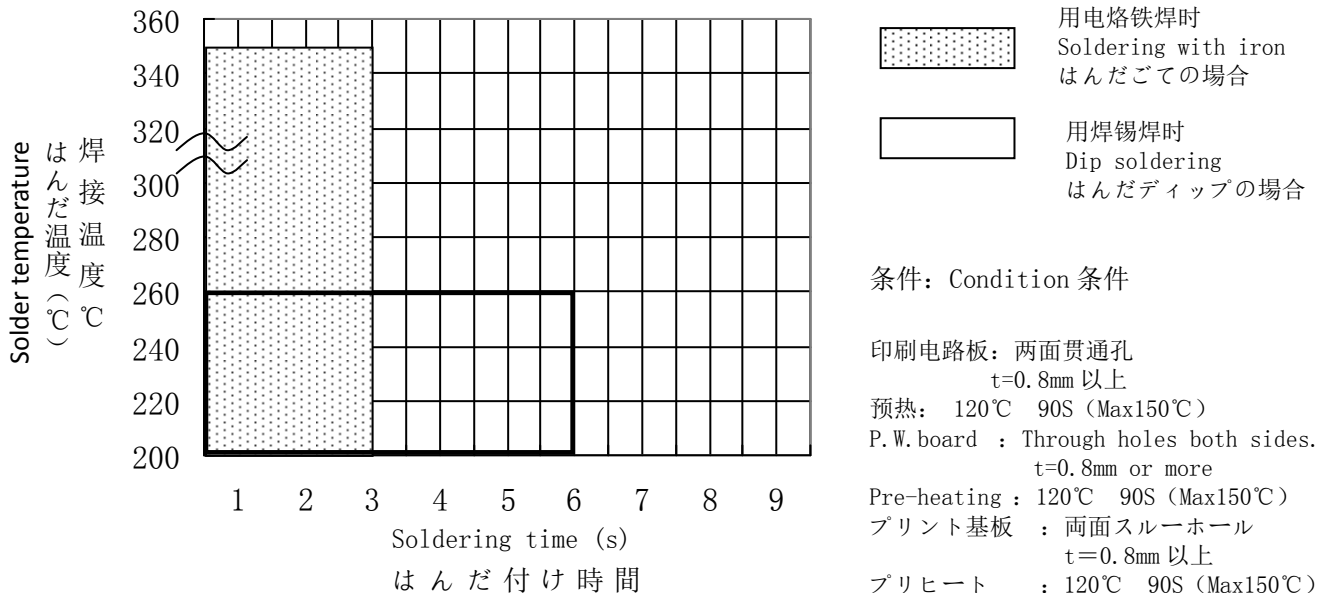 360
340
320
300
280
260
240
220
200
Solder temperature
はんだ温度(℃)
焊接温度℃
1 2 3 4 5 6 7 8 9
Soldering time (s)
はんだ付け時間
用电烙铁焊时
Soldering with iron
はんだごての場合
用焊锡焊时
Dip soldering
はんだディップの場合
条件：Condition 条件
印刷电路板：两面贯通孔
t=0.8mm 以上
预热： 120℃ 90S（Max150℃）
P.W.board ：Through holes both sides.
t=0.8mm or more
Pre-heating：120℃ 90S（Max150℃）
プリント基板 ：両面スルーホール
t＝0.8mm 以上
プリヒート ：120℃ 90S（Max150℃）